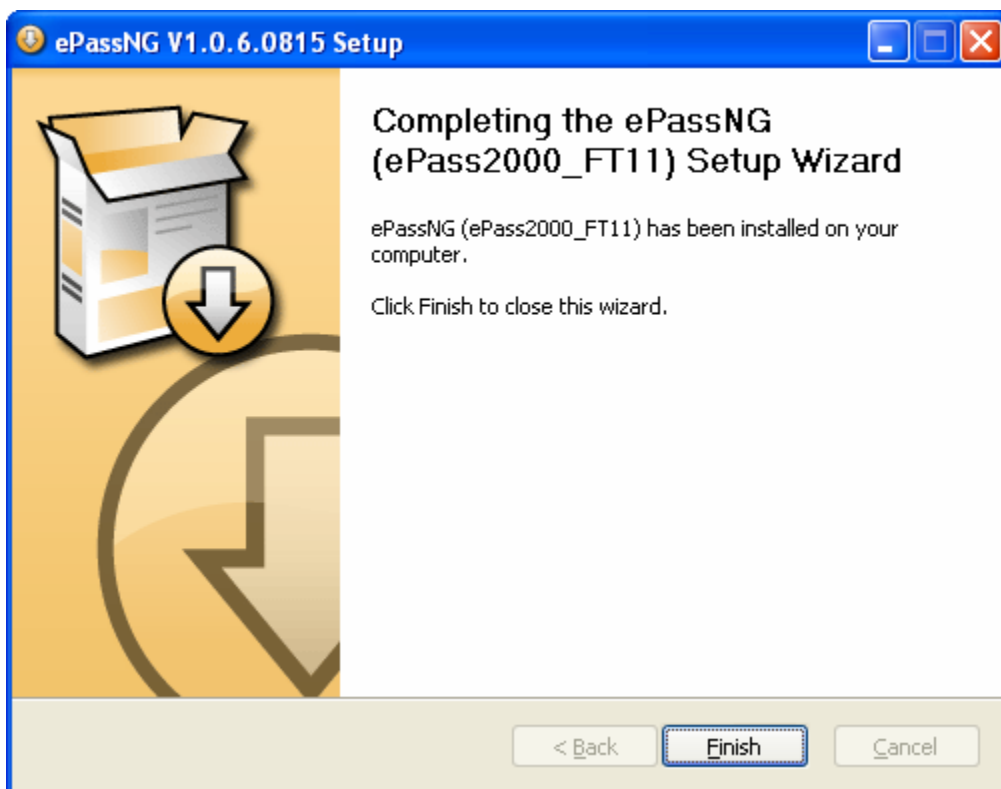 ePassNG V1.0.6.0815 Setup
Completing the ePassNG
(ePass2000_FT11) Setup Wizard
ePassNG (ePass2000_FT11) has been installed on your
computer.
Click Finish to close this wizard.
< Back
Finish
Cancel